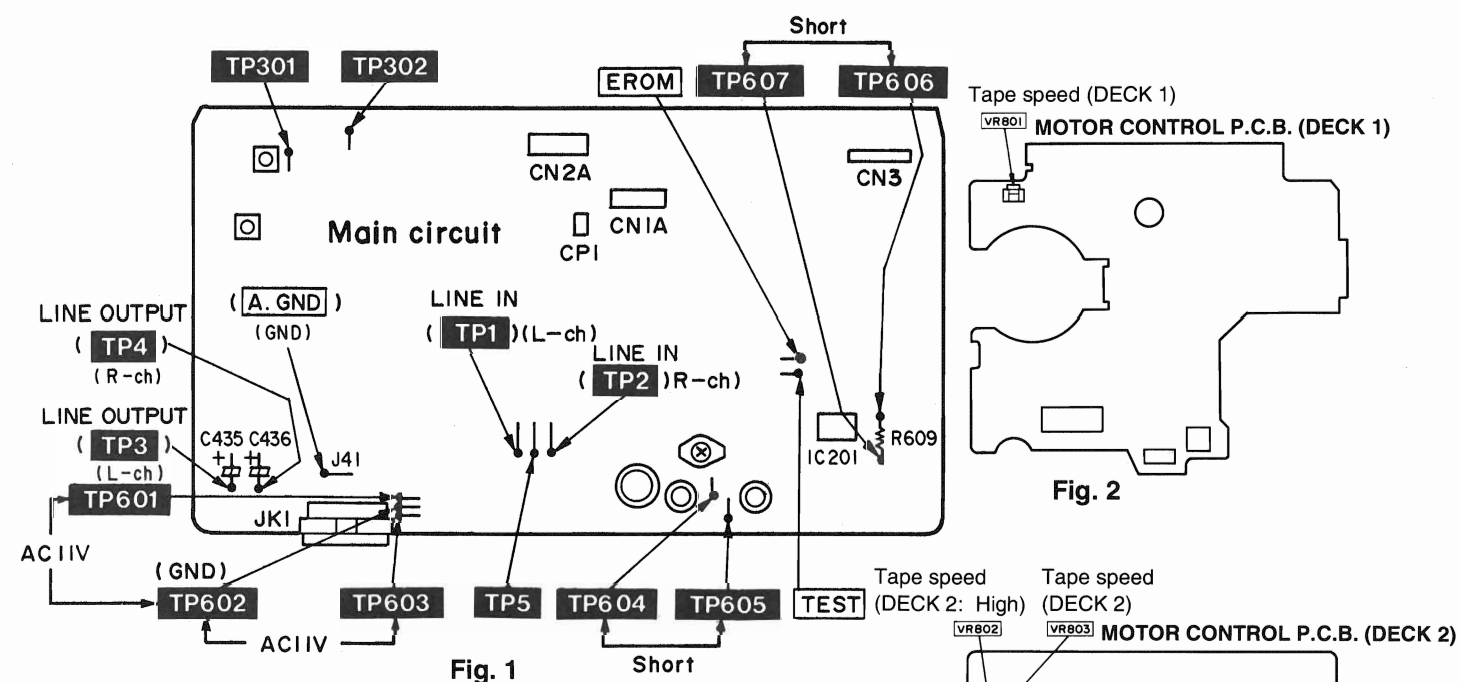 Short
TP301
TP302
EROM
TP607
TP606
CN2A
CN3
CN1A
CP1
Main circuit
LINE OUTPUT
( TP4 )
(R-ch)
( A. GND )
(GND)
LINE IN
( TP1 )(L-ch)
LINE IN
( TP2 )R-ch)
LINE OUTPUT
( TP3 )
(L-ch)
C435 C436
+ +
J41
IC201
R609
TP601
JK1
AC11V
(GND)
TP602
TP603
TP5
TP604
TP605
TEST
AC11V
Short
Fig. 1
Tape speed (DECK 1)
VR801 MOTOR CONTROL P.C.B. (DECK 1)
Fig. 2
Tape speed
(DECK 2: High)
Tape speed
(DECK 2)
VR802
VR803 MOTOR CONTROL P.C.B. (DECK 2)